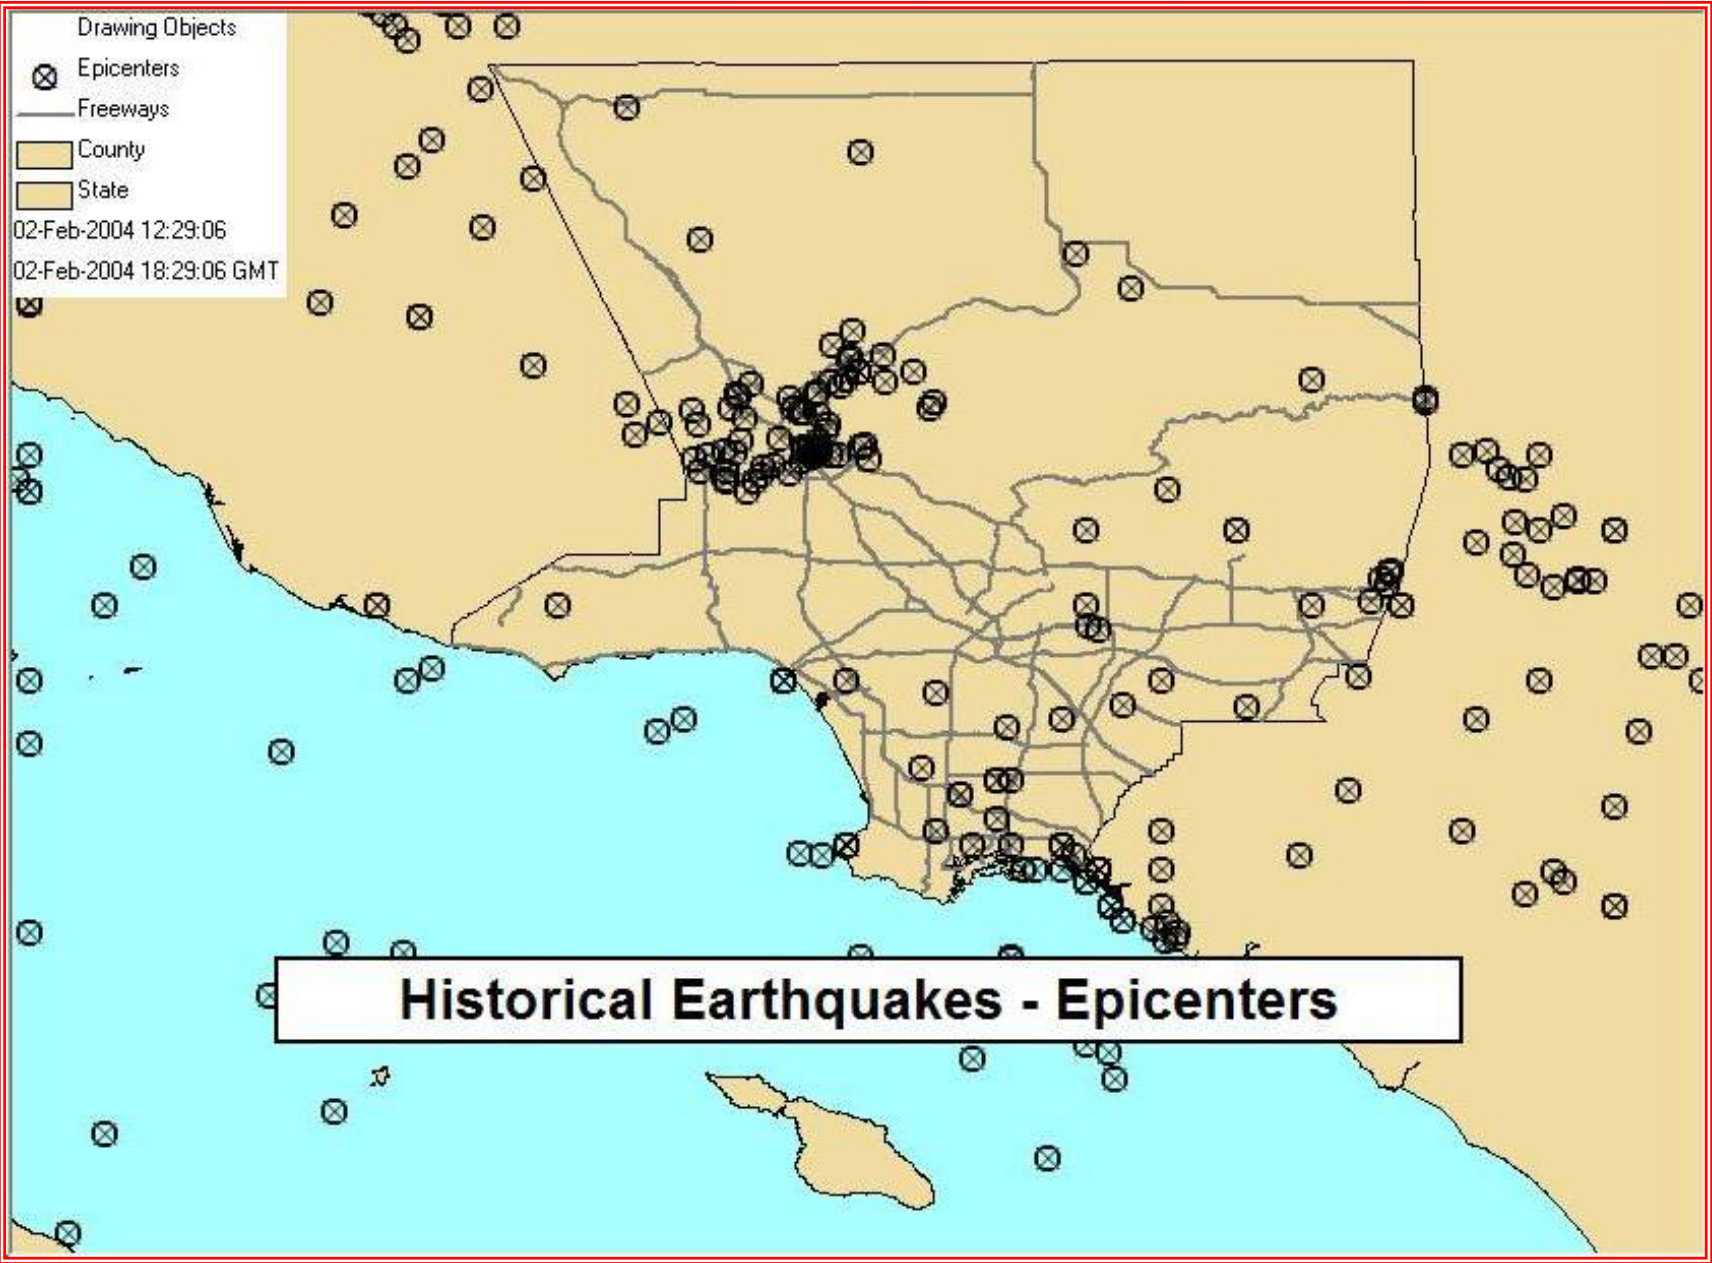 Drawing Objects
Epicenters
Freeways
County
State
02-Feb-2004 12:29:06
02-Feb-2004 18:29:06 GMT
Historical Earthquakes - Epicenters